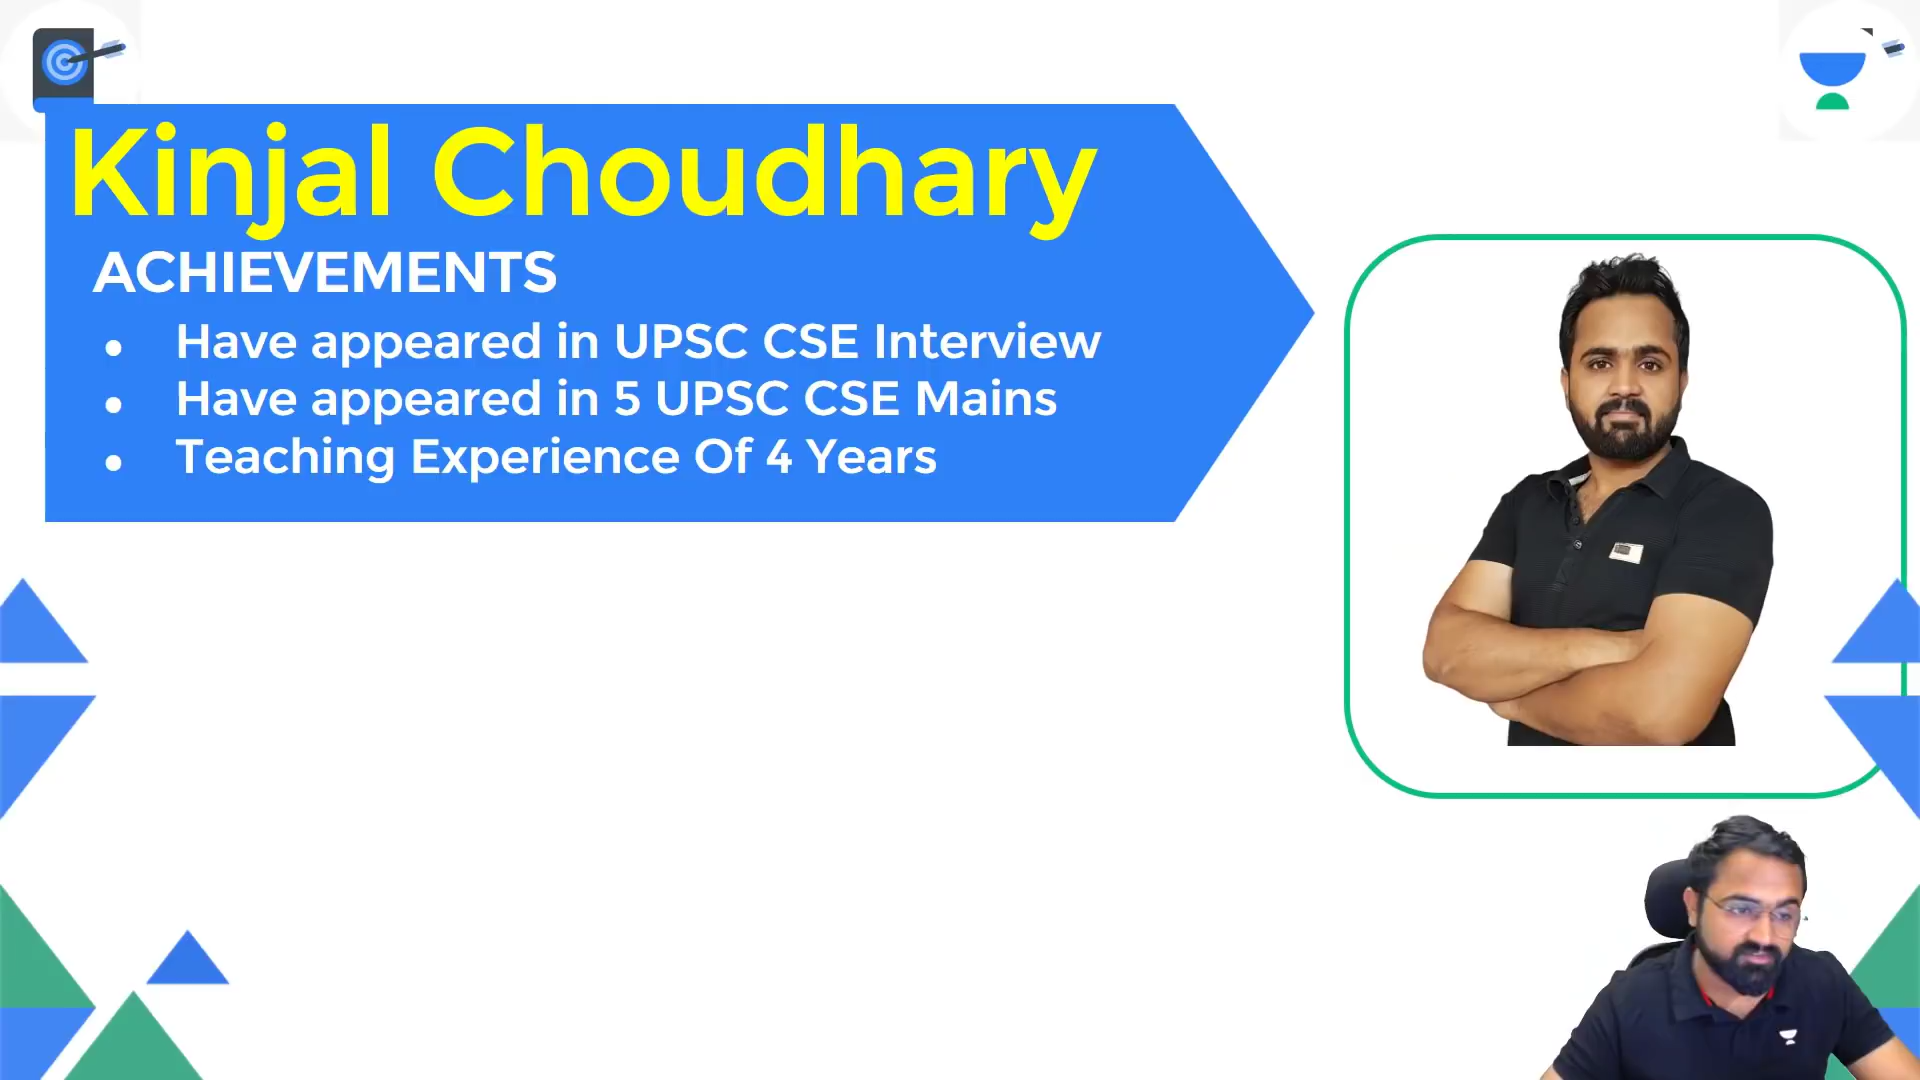 Kinjal Choudhary
ACHIEVEMENTS
● Have appeared in UPSC CSE Interview
● Have appeared in 5 UPSC CSE Mains
● Teaching Experience Of 4 Years